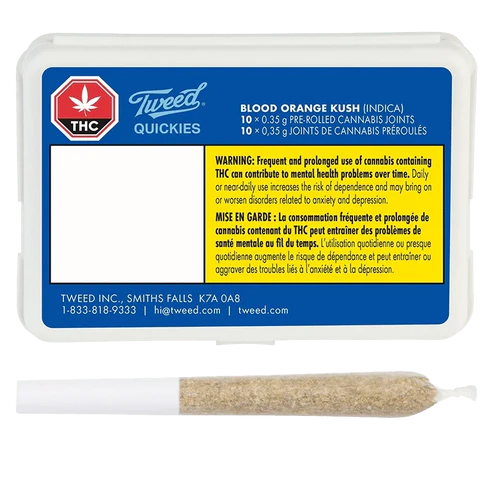 THC
Tweed
QUICKIES
BLOOD ORANGE KUSH (INDICA)
10 × 0,35 g PRE-ROLLED CANNABIS JOINTS
10 × 0,35 g JOINTS DE CANNABIS PRÉROULÉS
WARNING: Frequent and prolonged use of cannabis containing
THC can contribute to mental health problems over time. Daily
or near-daily use increases the risk of dependence and may bring on
or worsen disorders related to anxiety and depression.
MISE EN GARDE : La consommation fréquente et prolongée de
cannabis contenant du THC peut entraîner des problèmes de
santé mentale au fil du temps. L'utilisation quotidienne ou presque
quotidienne augmente le risque de dépendance et peut entraîner ou
aggraver des troubles liés à l'anxiété et à la dépression.
TWEED INC., SMITHS FALLS K7A 0A8
1-833-818-9333 | hi@tweed.com | tweed.com